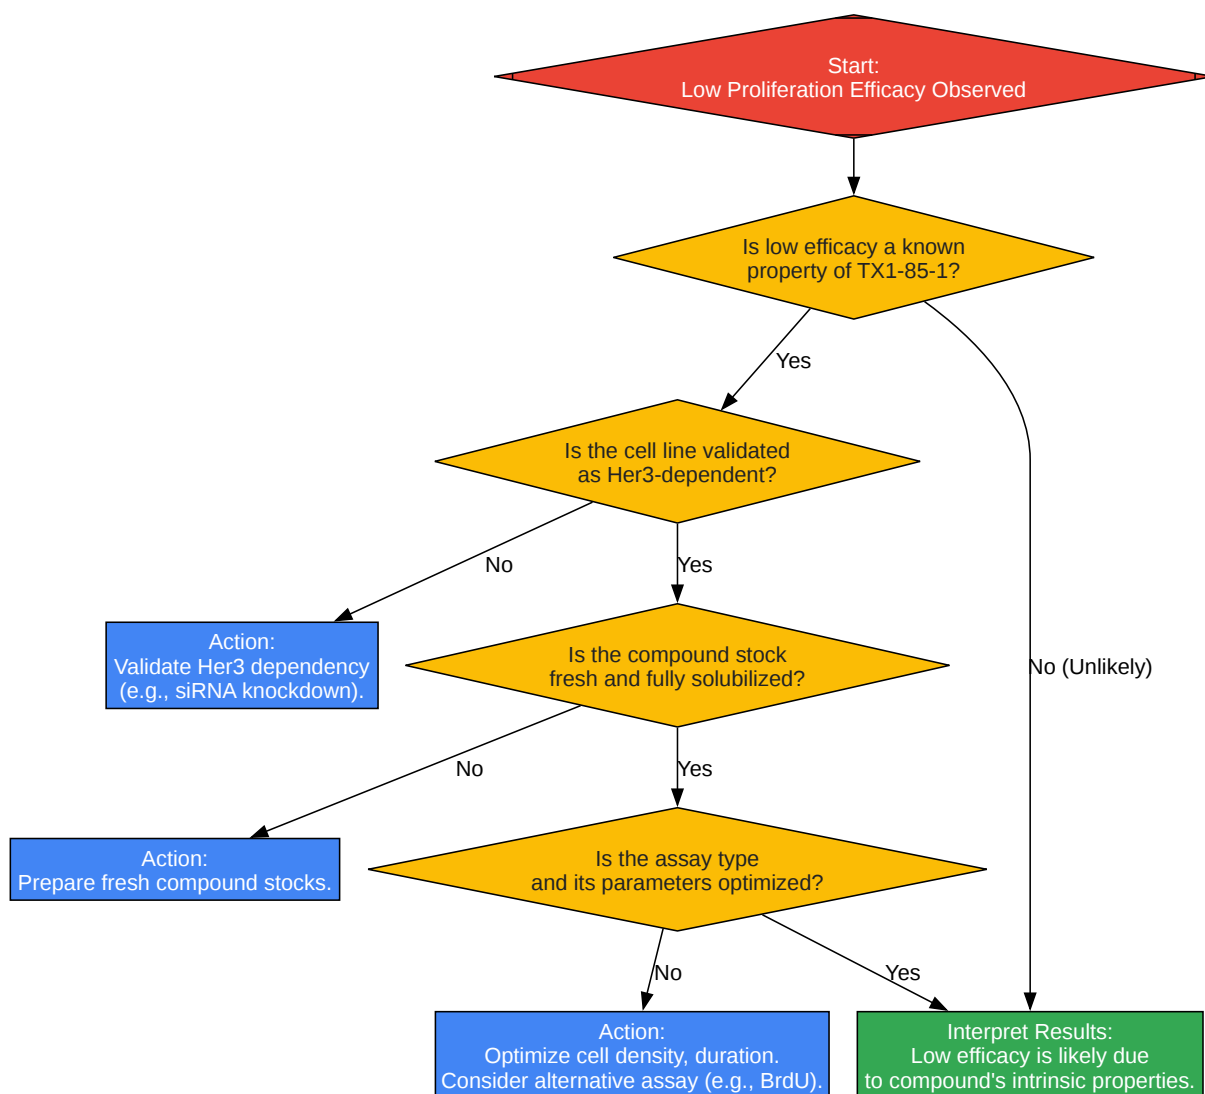 Start:
Low Proliferation Efficacy Observed
Is low efficacy a known
property of TX1-85-1?
Yes
Is the cell line validated
as Her3-dependent?
No
Yes
Action:
Validate Her3 dependency
(e.g., siRNA knockdown).
Is the compound stock
fresh and fully solubilized?
No (Unlikely)
No
Yes
Action:
Prepare fresh compound stocks.
Is the assay type
and its parameters optimized?
No
Yes
Action:
Optimize cell density, duration.
Consider alternative assay (e.g., BrdU).
Interpret Results:
Low efficacy is likely due
to compound's intrinsic properties.